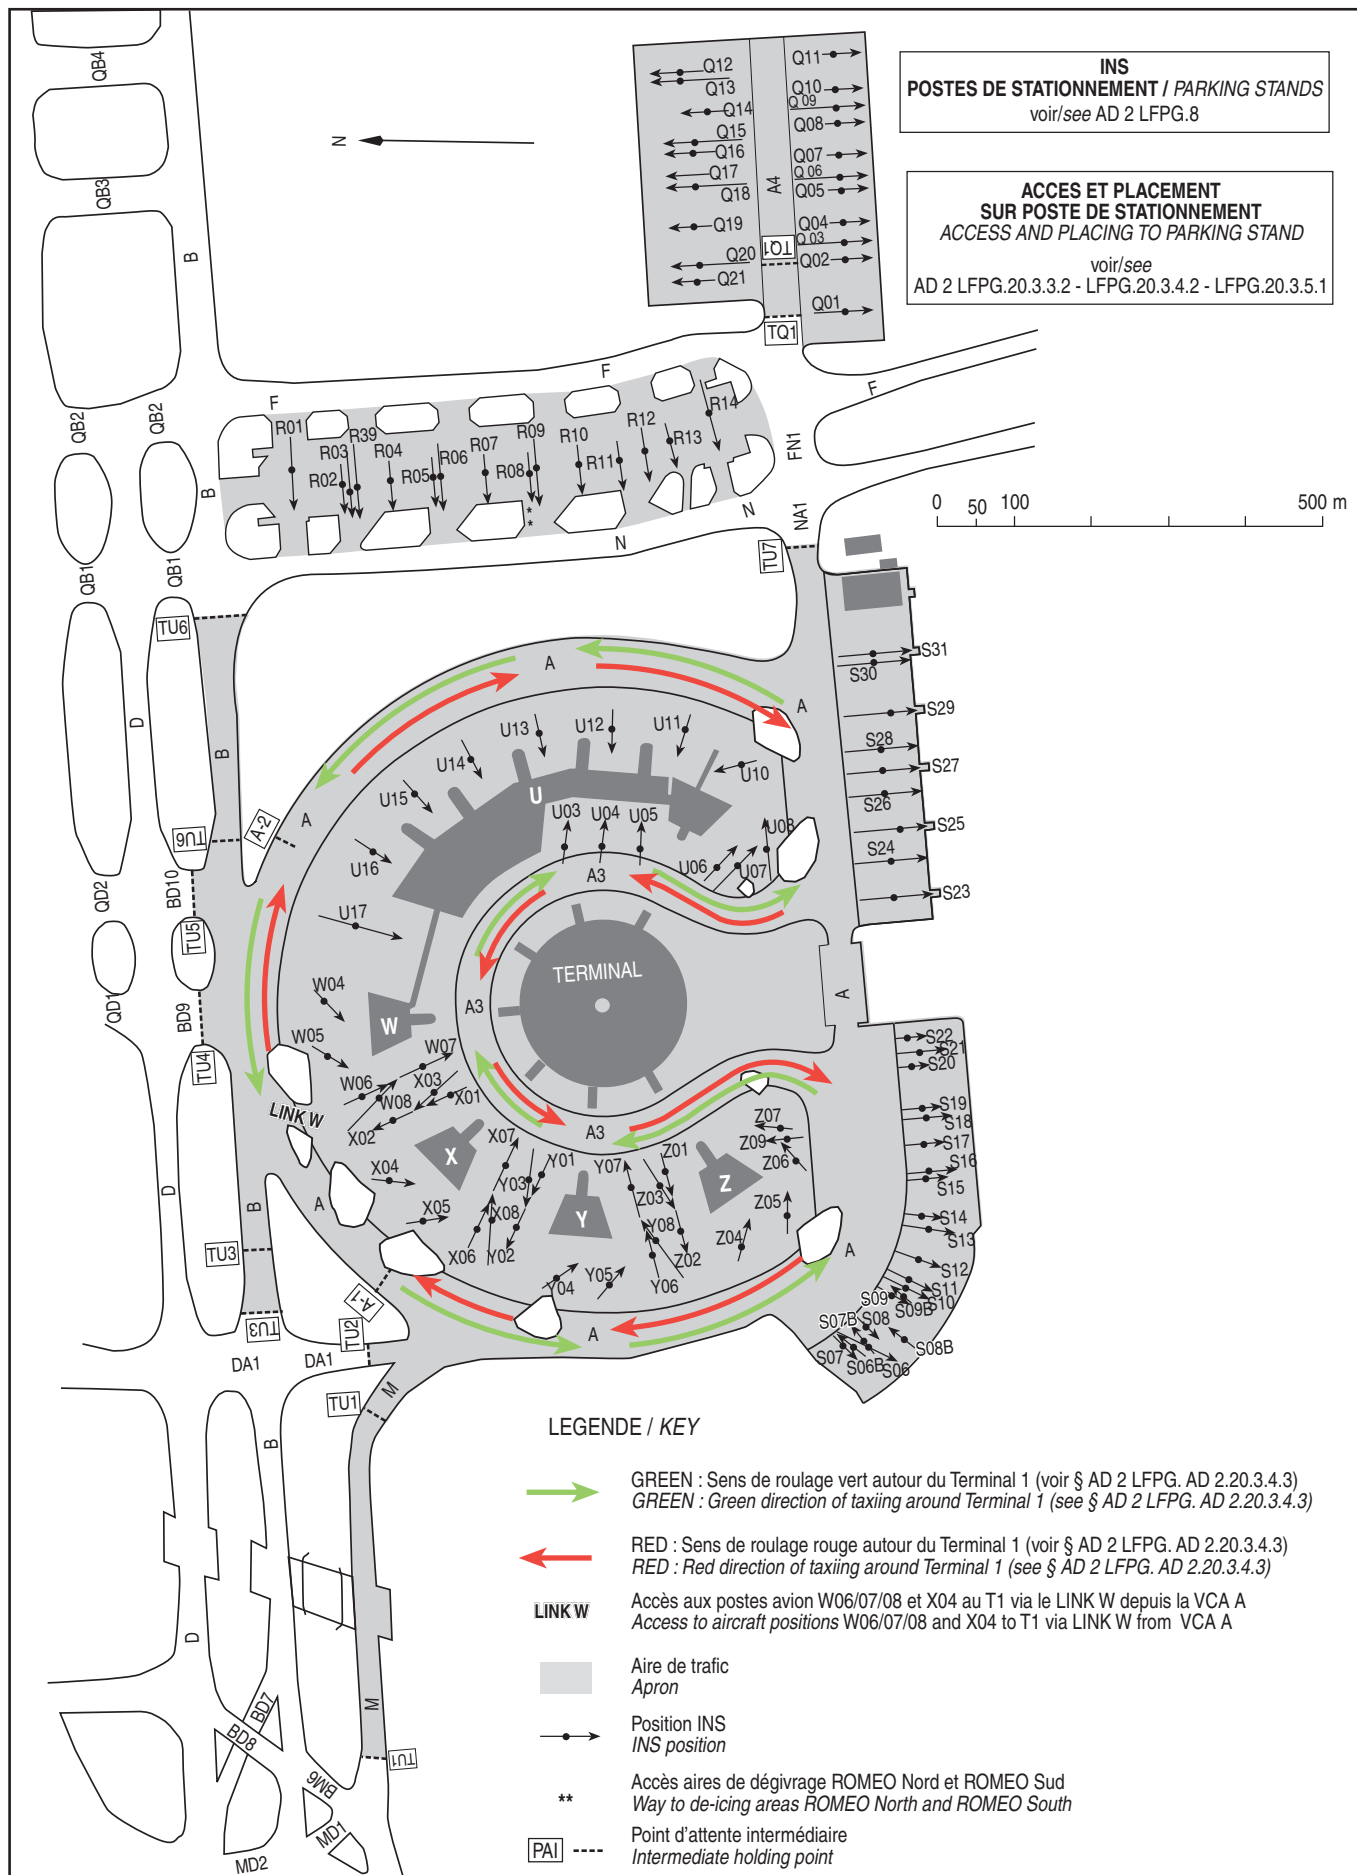 INS
POSTES DE STATIONNEMENT / PARKING STANDS
voir/see AD 2 LFPG.8
ACCES ET PLACEMENT
SUR POSTE DE STATIONNEMENT
ACCESS AND PLACING TO PARKING STAND
voir/see
AD 2 LFPG.20.3.3.2 - LFPG.20.3.4.2 - LFPG.20.3.5.1
N
QB4
QB3
B
QB2
QB2
B
QB1
QB1
Q12
Q13
Q14
Q15
Q16
Q17
Q18
Q19
Q20
Q21
A4
TQ1
TQ1
Q11
Q10
Q 09
Q08
Q07
Q 06
Q05
Q04
Q 03
Q02
Q01
F
F
F
FN1
R01
R02
R03
R39
R04
R05
R06
R07
R08
R09
R10
R11
R12
R13
R14
**
N
N
NA1
TU7
0 50 100 500 m
TU6
D
B
TU6
A-2
A
A
A
QD2
BD10
TU5
QD1
BD9
TU4
U13
U12
U11
U14
U15
U10
U16
U17
U
U03
U04
U05
U06
U07
U08
A3
A3
A3
TERMINAL
A
S31
S30
S29
S28
S27
S26
S25
S24
S23
S22
S21
S20
S19
S18
S17
S16
S15
S14
S13
S12
S11
S10
S09
S09B
S08
S08B
S07B
S07
S06B
S06
W04
W05
W
W06
W07
W08
LINK W
X03
X01
X02
X04
X05
X
X07
X06
X08
Y01
Y03
Y02
Y
Y04
Y05
Y07
Y08
Y06
Z01
Z03
Z02
Z
Z04
Z05
Z06
Z07
Z09
A
A
A
D
B
TU3
TU3
A-1
TU2
DA1
DA1
TU1
M
B
D
M
BD7
BD8
BM6
MD1
MD2
TU1
LEGENDE / KEY
GREEN : Sens de roulage vert autour du Terminal 1 (voir § AD 2 LFPG. AD 2.20.3.4.3)
GREEN : Green direction of taxiing around Terminal 1 (see § AD 2 LFPG. AD 2.20.3.4.3)
RED : Sens de roulage rouge autour du Terminal 1 (voir § AD 2 LFPG. AD 2.20.3.4.3)
RED : Red direction of taxiing around Terminal 1 (see § AD 2 LFPG. AD 2.20.3.4.3)
LINK W
Accès aux postes avion W06/07/08 et X04 au T1 via le LINK W depuis la VCA A
Access to aircraft positions W06/07/08 and X04 to T1 via LINK W from VCA A
Aire de trafic
Apron
Position INS
INS position
**
Accès aires de dégivrage ROMEO Nord et ROMEO Sud
Way to de-icing areas ROMEO North and ROMEO South
PAI
Point d'attente intermédiaire
Intermediate holding point